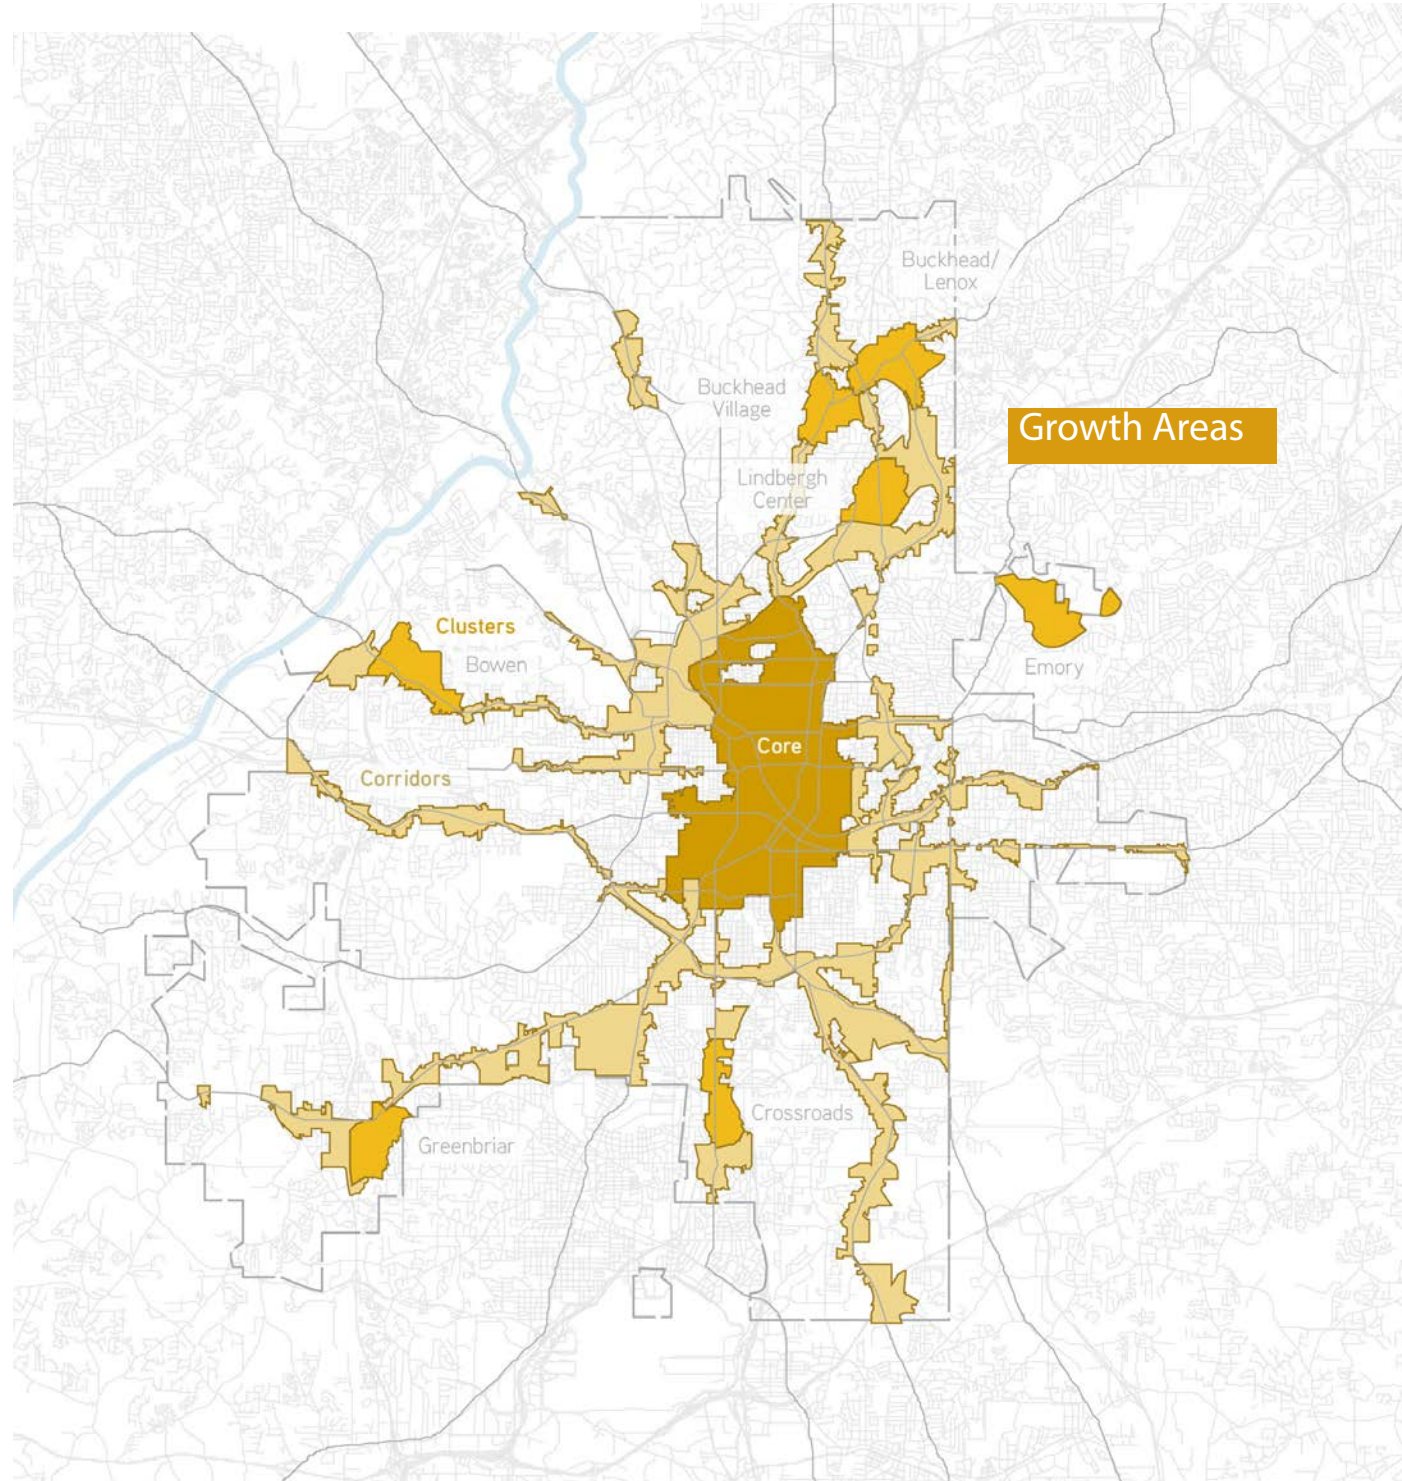 Buckhead/
Lenox
Buckhead
Village
Growth Areas
Lindbergh
Center
Clusters
Bowen
Emory
Core
Corridors
Crossroads
Greenbriar